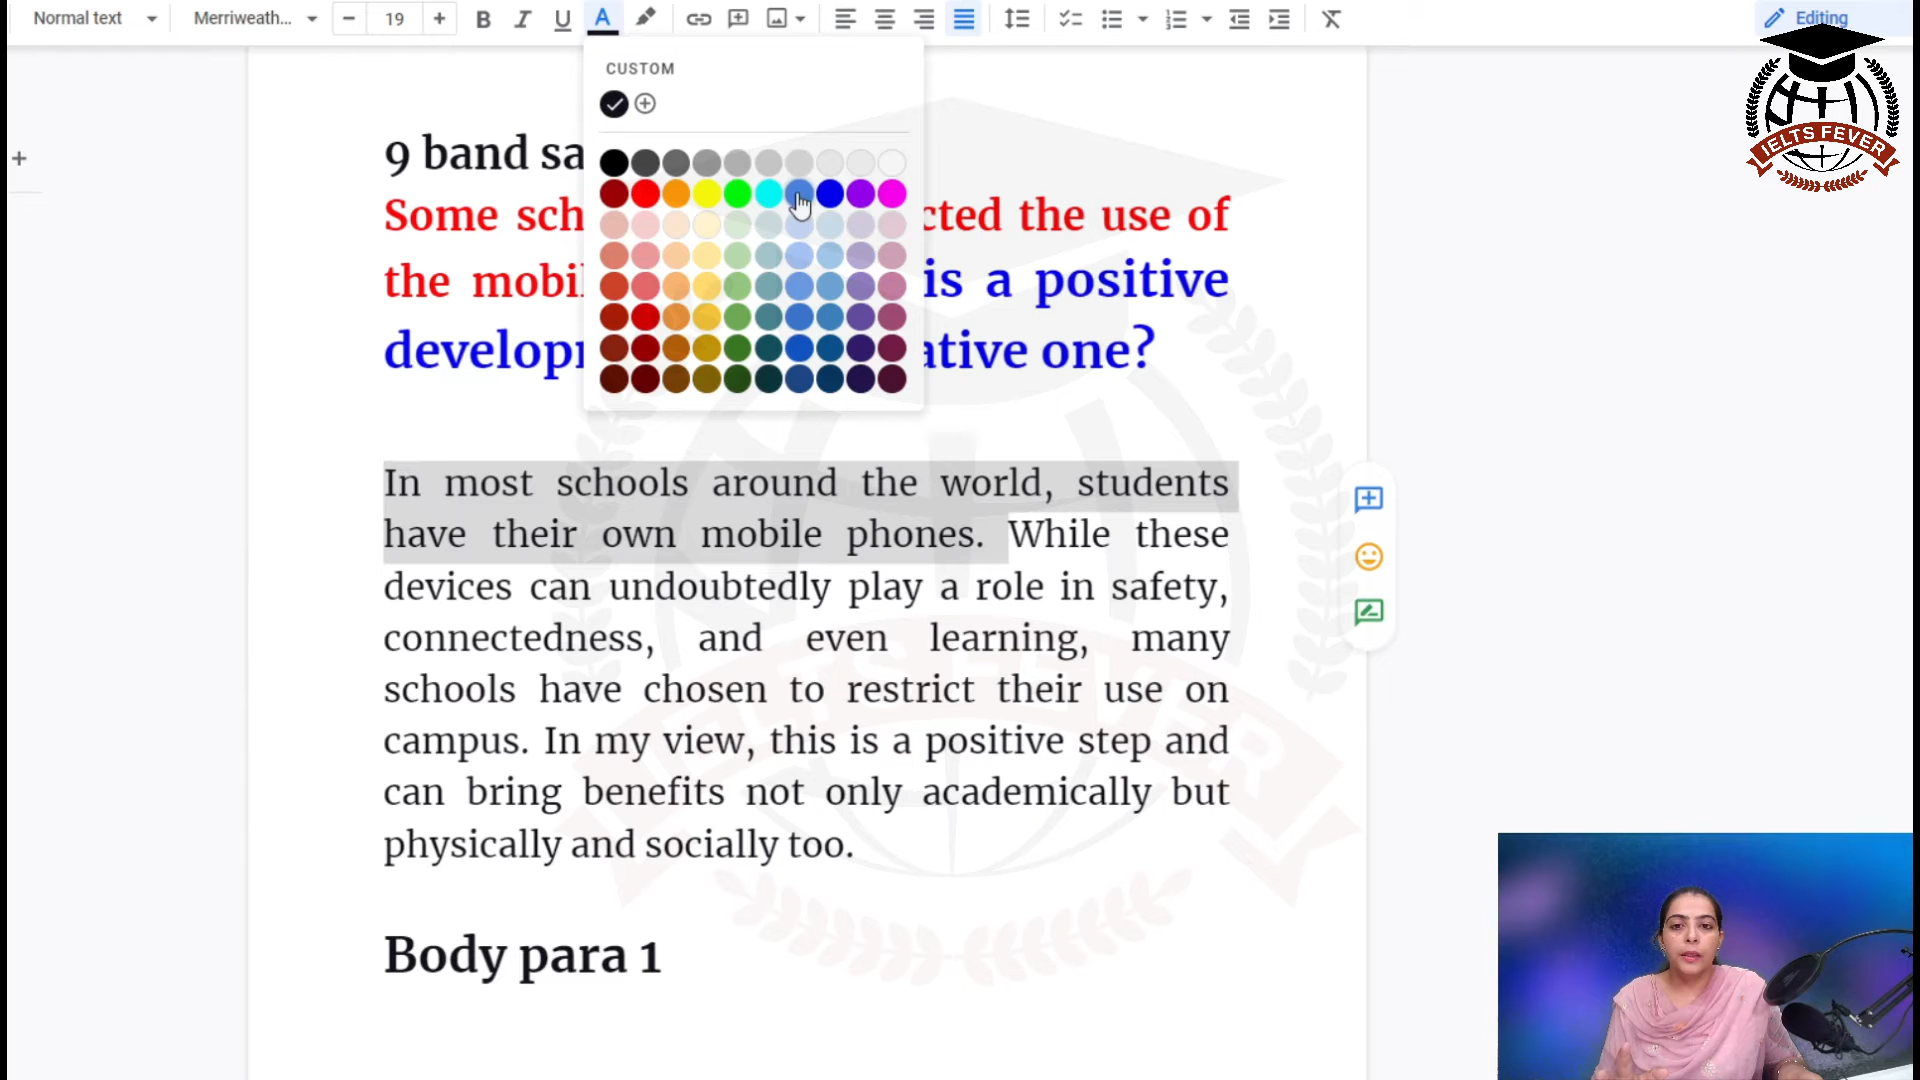 Normal text Merriweath... 19 B I U A Editing
CUSTOM
IELTS FEVER
9 band sa
Some sch cted the use of
the mobil is a positive
develop ative one?
In most schools around the world, students
have their own mobile phones. While these
devices can undoubtedly play a role in safety,
connectedness, and even learning, many
schools have chosen to restrict their use on
campus. In my view, this is a positive step and
can bring benefits not only academically but
physically and socially too.
IELTS FEVER
Body para 1